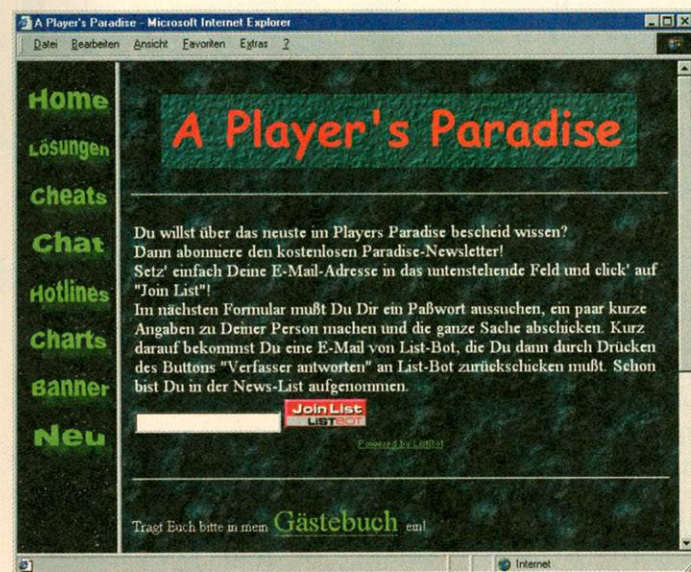 A Player's Paradise - Microsoft Internet Explorer
Datei Bearbeiten Ansicht Favoriten Extras ?
Home
Lösungen
Cheats
Chat
Hotlines
Charts
Banner
Neu
A Player's Paradise
Du willst über das neuste im Players Paradise bescheid wissen?
Dann abonniere den kostenlosen Paradise-Newsletter!
Setz' einfach Deine E-Mail-Adresse in das untenstehende Feld und click' auf
"Join List"!
Im nächsten Formular mußt Du Dir ein Paßwort aussuchen, ein paar kurze
Angaben zu Deiner Person machen und die ganze Sache abschicken. Kurz
darauf bekommst Du eine E-Mail von List-Bot, die Du dann durch Drücken
des Buttons "Verfasser antworten" an List-Bot zurückschicken mußt. Schon
bist Du in der News-List aufgenommen.
Join List
LISTBOT
Powered by ListBot
Tragt Euch bitte in mein Gästebuch ein!
Internet